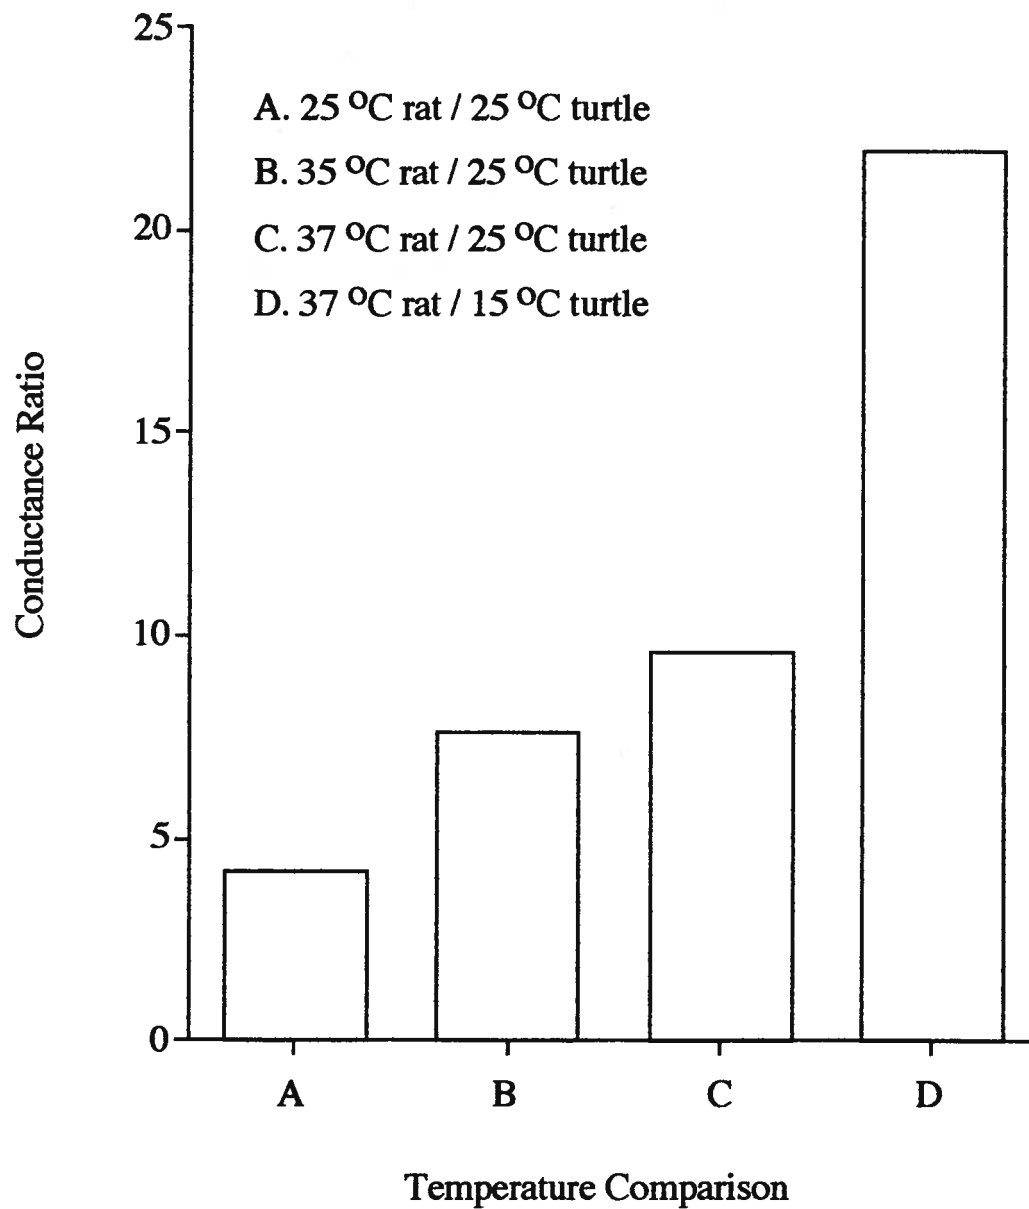 25
A. 25 °C rat / 25 °C turtle
B. 35 °C rat / 25 °C turtle
20
C. 37 °C rat / 25 °C turtle
D. 37 °C rat / 15 °C turtle
Conductance Ratio
15
10
5
0
A B C D
Temperature Comparison